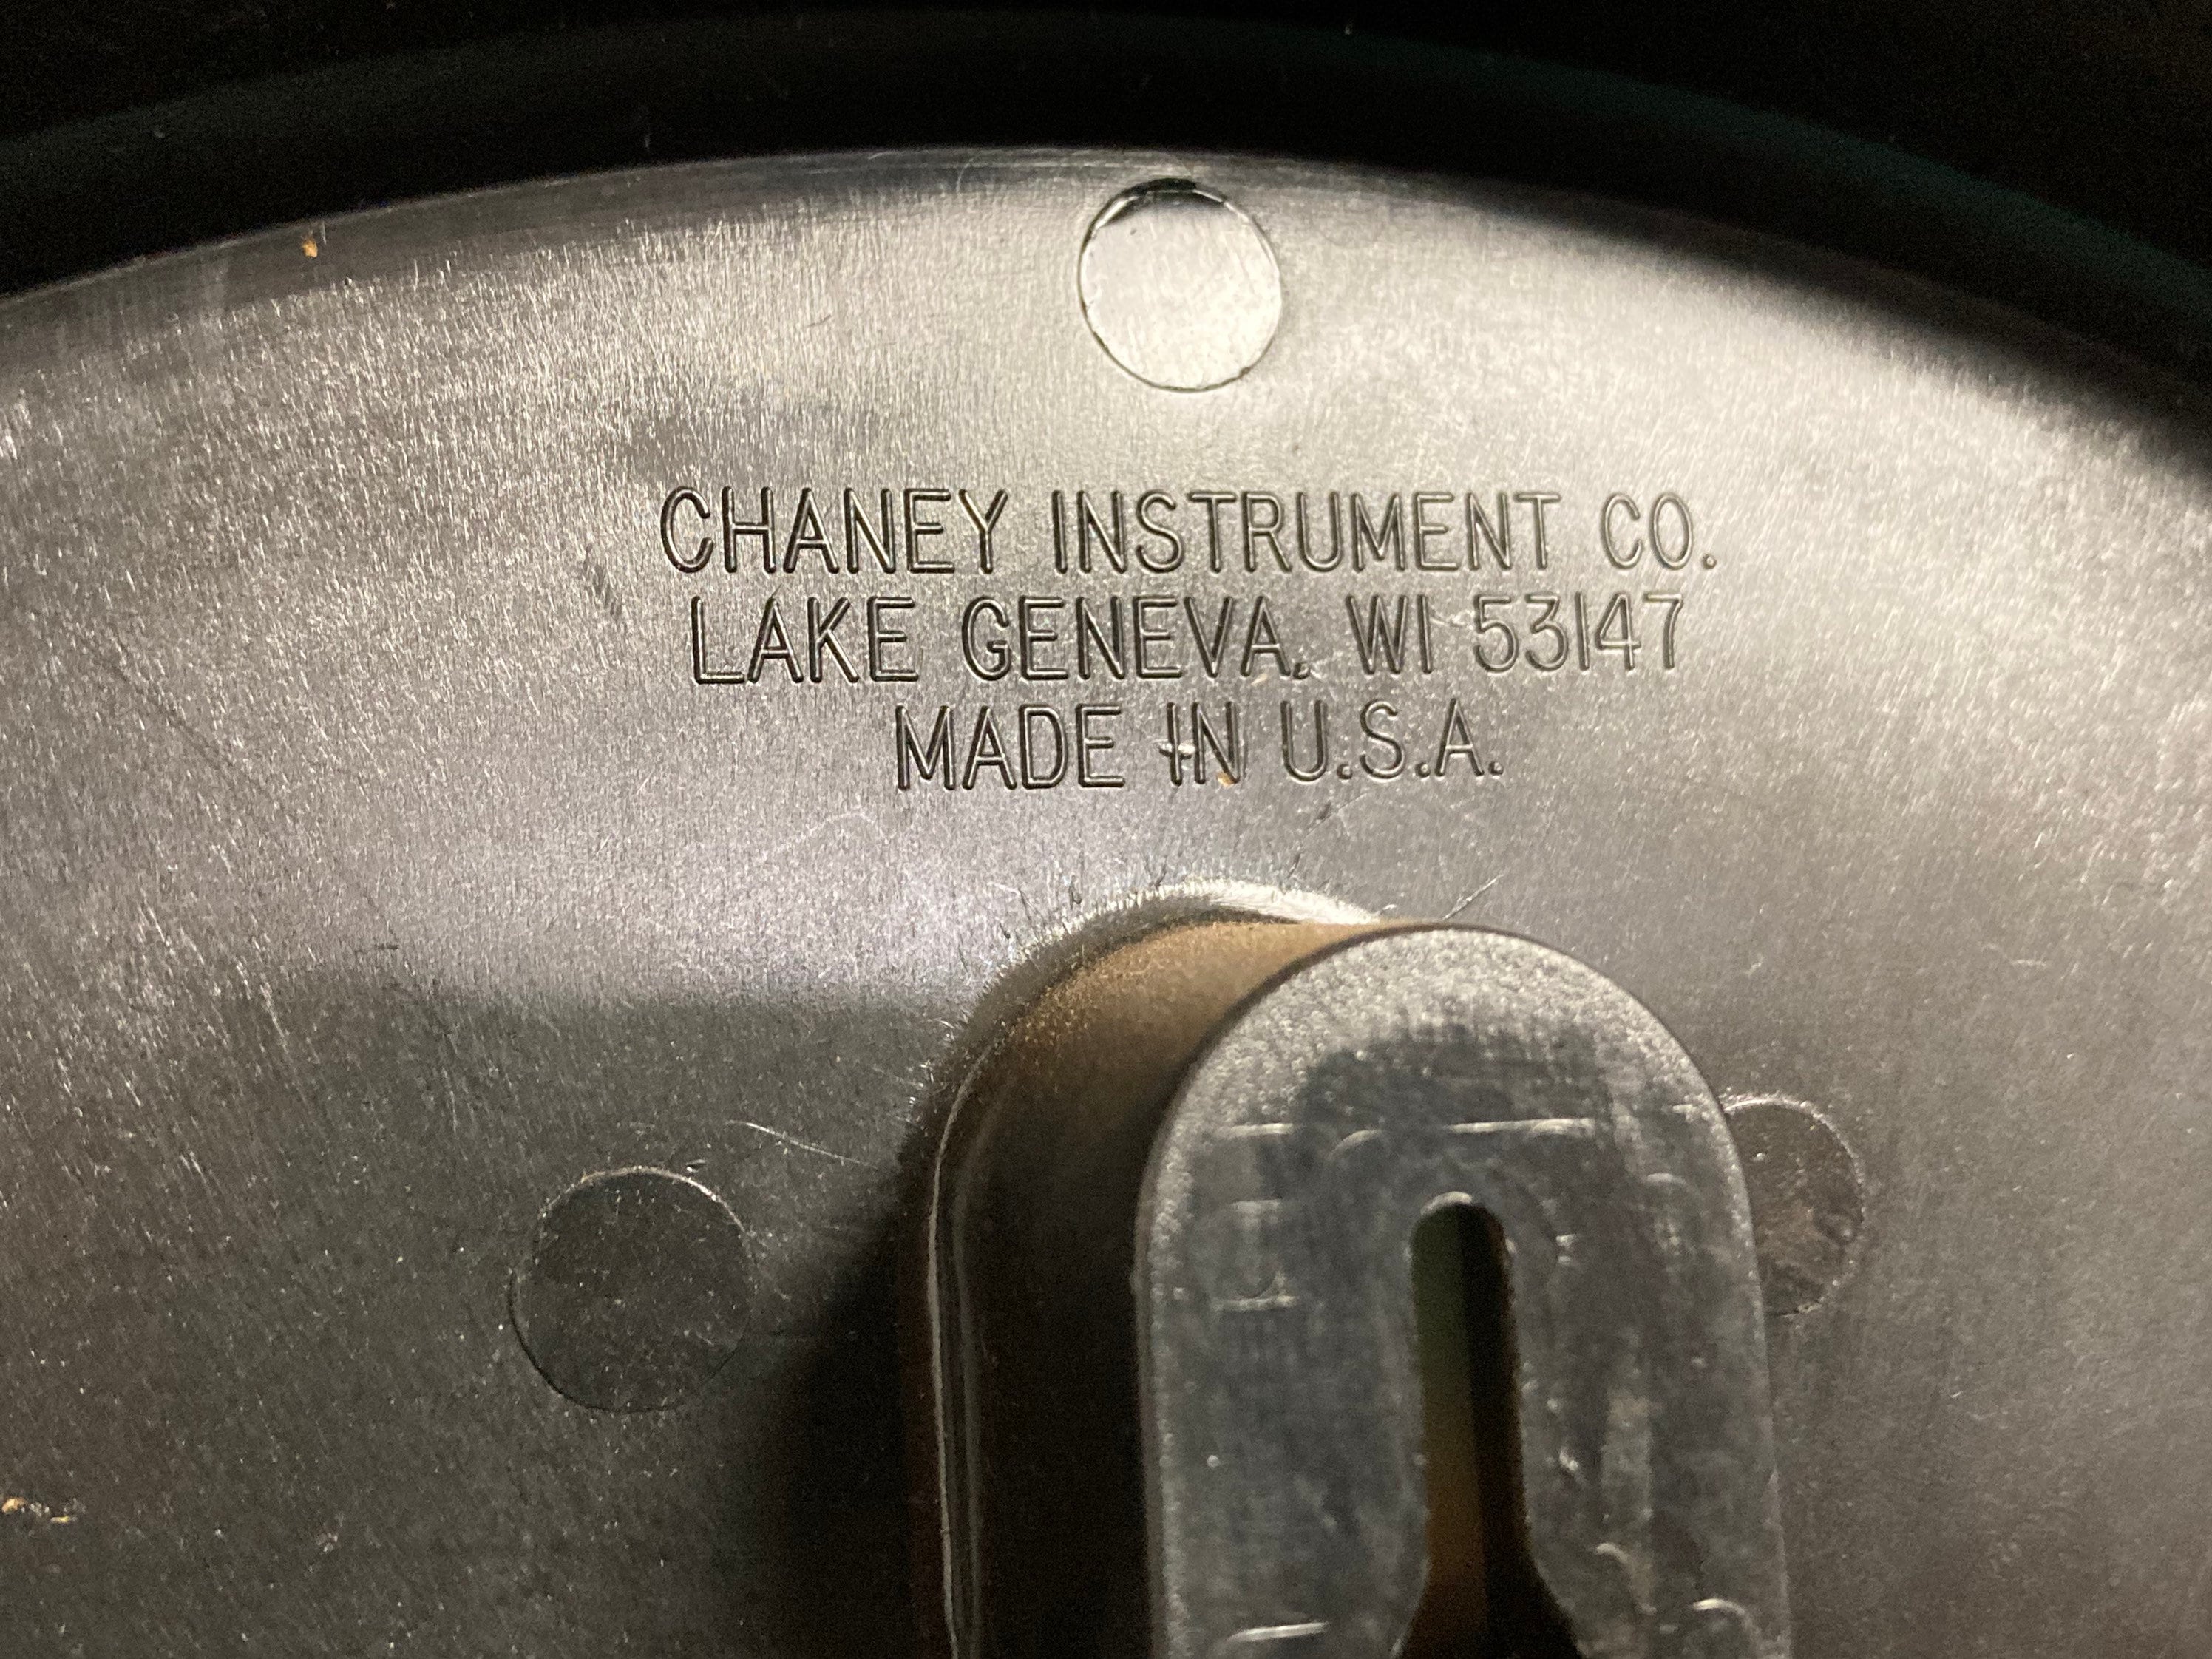 CHANEY INSTRUMENT CO.
LAKE GENEVA, WI 53147
MADE IN U.S.A.